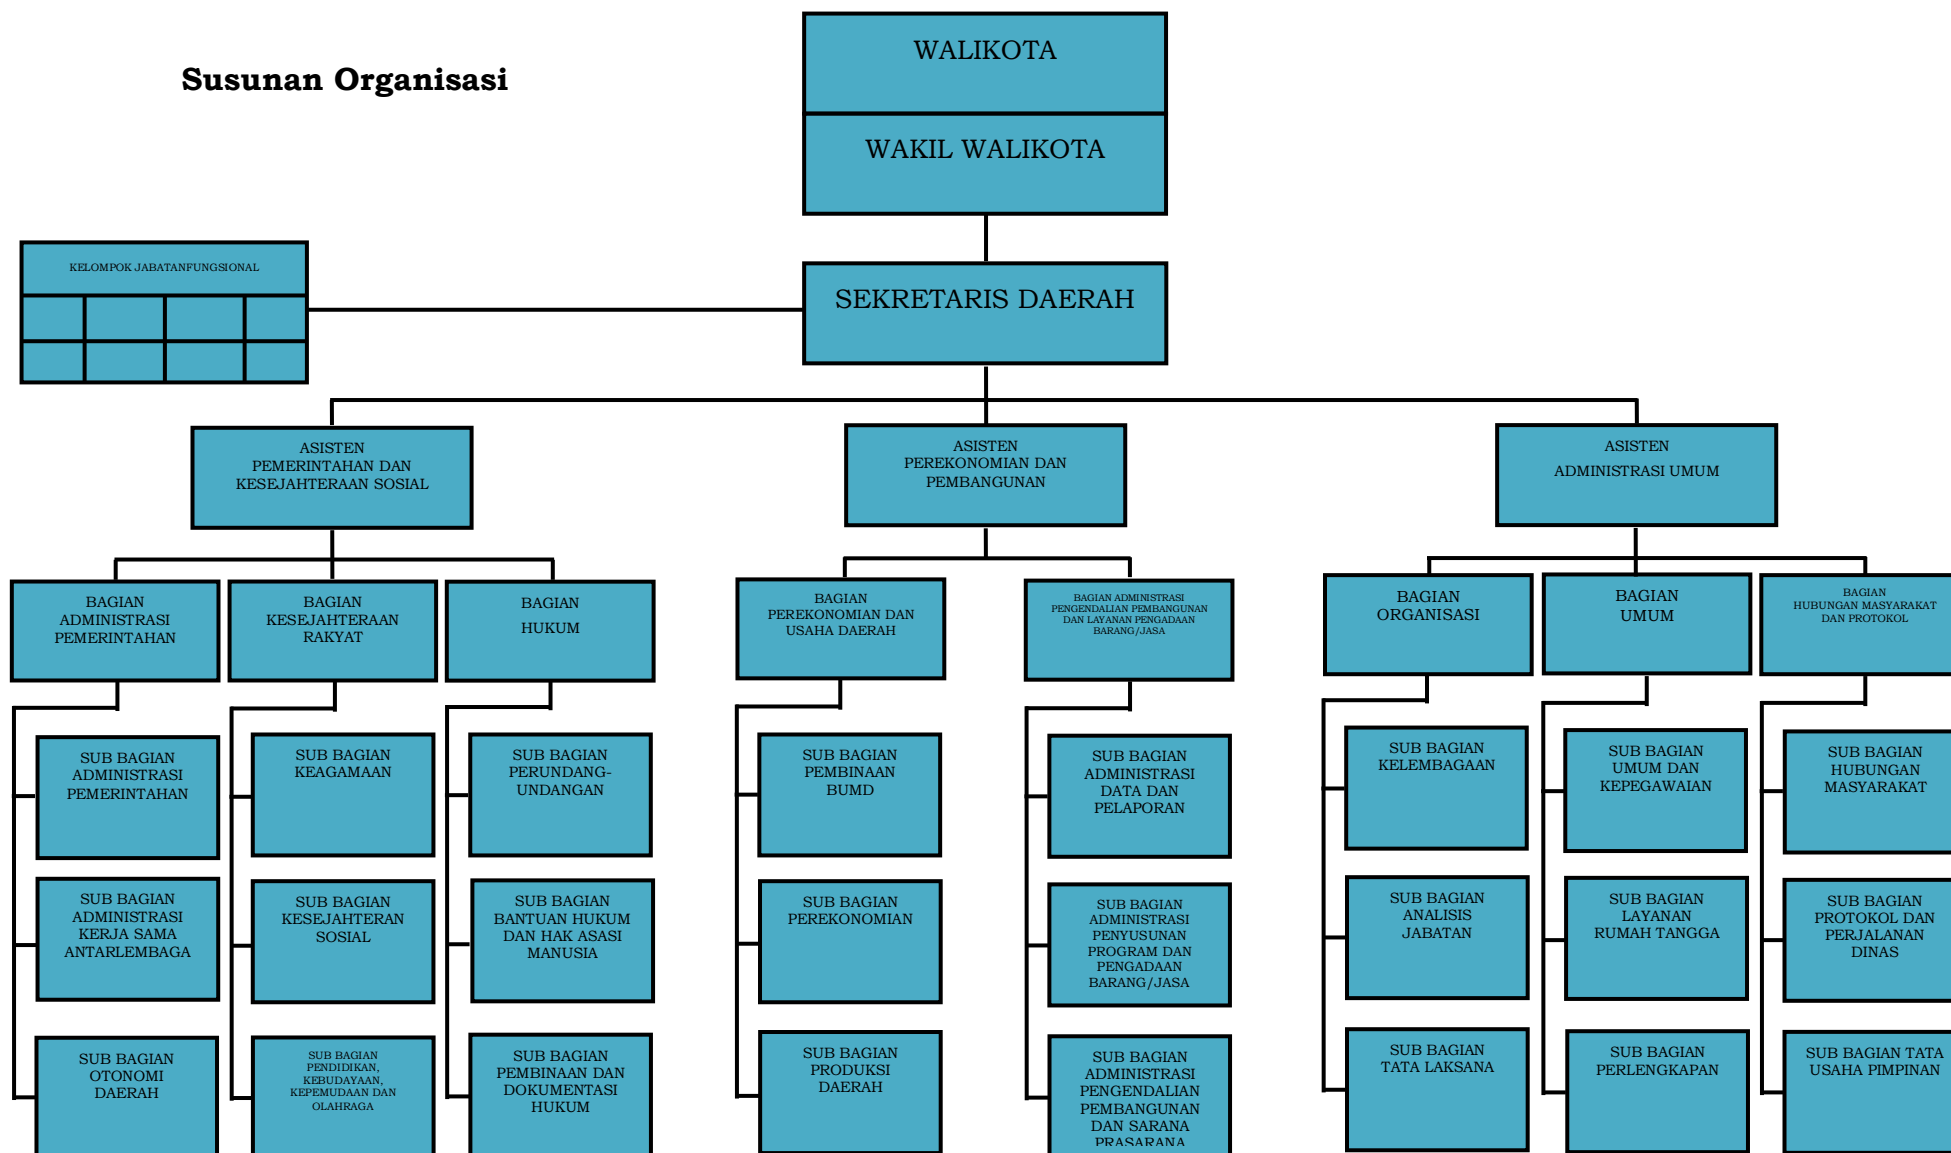 Susunan Organisasi
WALIKOTA
WAKIL WALIKOTA
KELOMPOK JABATANFUNGSIONAL
SEKRETARIS DAERAH
ASISTEN
PEMERINTAHAN DAN
KESEJAHTERAAN SOSIAL
ASISTEN
PEREKONOMIAN DAN
PEMBANGUNAN
ASISTEN
ADMINISTRASI UMUM
BAGIAN
ADMINISTRASI
PEMERINTAHAN
BAGIAN
KESEJAHTERAAN
RAKYAT
BAGIAN
HUKUM
BAGIAN
PEREKONOMIAN DAN
USAHA DAERAH
BAGIAN ADMINISTRASI
PENGENDALIAN PEMBANGUNAN
DAN LAYANAN PENGADAAN
BARANG/JASA
BAGIAN
ORGANISASI
BAGIAN
UMUM
BAGIAN
HUBUNGAN MASYARAKAT
DAN PROTOKOL
SUB BAGIAN
ADMINISTRASI
PEMERINTAHAN
SUB BAGIAN
KEAGAMAAN
SUB BAGIAN
PERUNDANG-
UNDANGAN
SUB BAGIAN
PEMBINAAN
BUMD
SUB BAGIAN
ADMINISTRASI
DATA DAN
PELAPORAN
SUB BAGIAN
KELEMBAGAAN
SUB BAGIAN
UMUM DAN
KEPEGAWAIAN
SUB BAGIAN
HUBUNGAN
MASYARAKAT
SUB BAGIAN
ADMINISTRASI
KERJA SAMA
ANTARLEMBAGA
SUB BAGIAN
KESEJAHTERAN
SOSIAL
SUB BAGIAN
BANTUAN HUKUM
DAN HAK ASASI
MANUSIA
SUB BAGIAN
PEREKONOMIAN
SUB BAGIAN
ADMINISTRASI
PENYUSUNAN
PROGRAM DAN
PENGADAAN
BARANG/JASA
SUB BAGIAN
ANALISIS
JABATAN
SUB BAGIAN
LAYANAN
RUMAH TANGGA
SUB BAGIAN
PROTOKOL DAN
PERJALANAN
DINAS
SUB BAGIAN
OTONOMI
DAERAH
SUB BAGIAN
PENDIDIKAN,
KEBUDAYAAN,
KEPEMUDAAN DAN
OLAHRAGA
SUB BAGIAN
PEMBINAAN DAN
DOKUMENTASI
HUKUM
SUB BAGIAN
PRODUKSI
DAERAH
SUB BAGIAN
ADMINISTRASI
PENGENDALIAN
PEMBANGUNAN
DAN SARANA
PRASARANA
SUB BAGIAN
TATA LAKSANA
SUB BAGIAN
PERLENGKAPAN
SUB BAGIAN TATA
USAHA PIMPINAN